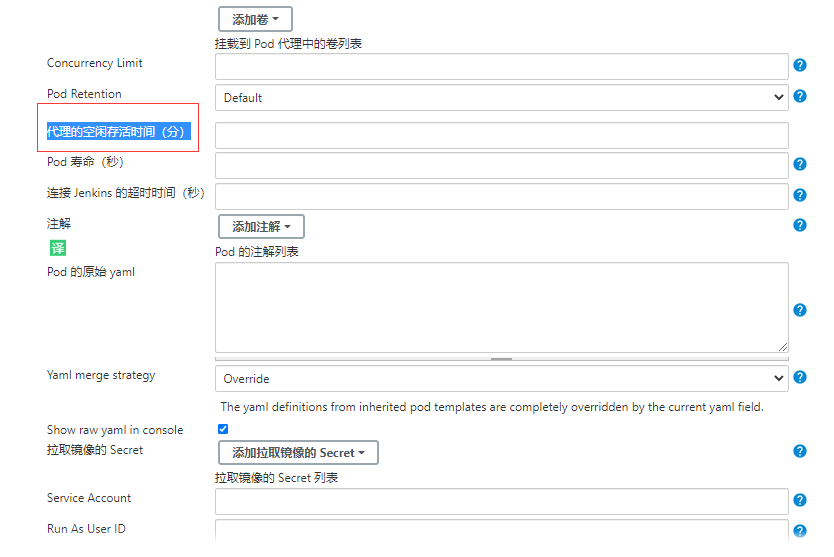 添加卷
挂载到 Pod 代理中的卷列表
Concurrency Limit
Pod Retention
Default
代理的空闲存活时间（分）
Pod 寿命（秒）
连接 Jenkins 的超时时间（秒）
注解
添加注解
译
Pod 的注解列表
Pod 的原始 yaml
Yaml merge strategy
Override
The yaml definitions from inherited pod templates are completely overridden by the current yaml field.
Show raw yaml in console
拉取镜像的 Secret
添加拉取镜像的 Secret
拉取镜像的 Secret 列表
Service Account
Run As User ID